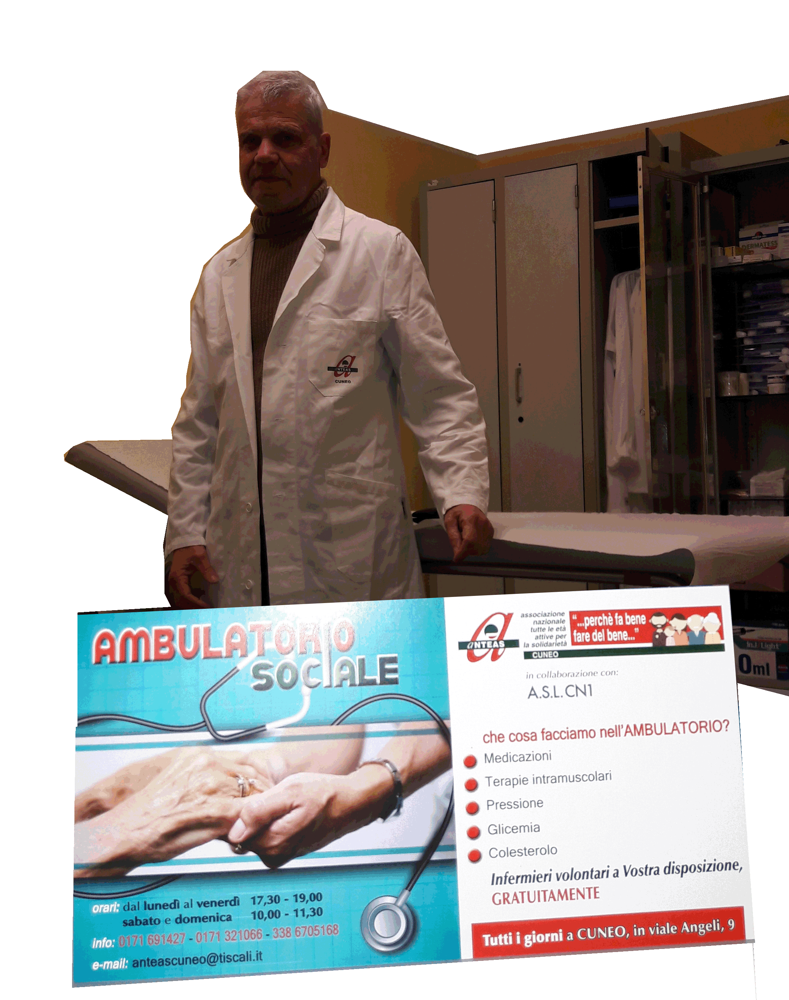 DERMATESS
ANTEAS
CUNEO
0ml
AMBULATORIO
SOCIALE
orari: dal lunedì al venerdì 17,30 - 19,00
sabato e domenica 10,00 - 11,30
info: 0171 691427 - 0171 321066 - 338 6705168
e-mail: anteascuneo@tiscali.it
ANTEAS
associazione
nazionale
tutte le età
attive per
la solidarietà
CUNEO
“...perchè fa bene
fare del bene...”
in collaborazione con:
A.S.L. CN1
che cosa facciamo nell'AMBULATORIO?
Medicazioni
Terapie intramuscolari
Pressione
Glicemia
Colesterolo
Infermieri volontari a Vostra disposizione,
GRATUITAMENTE
Tutti i giorni a CUNEO, in viale Angeli, 9